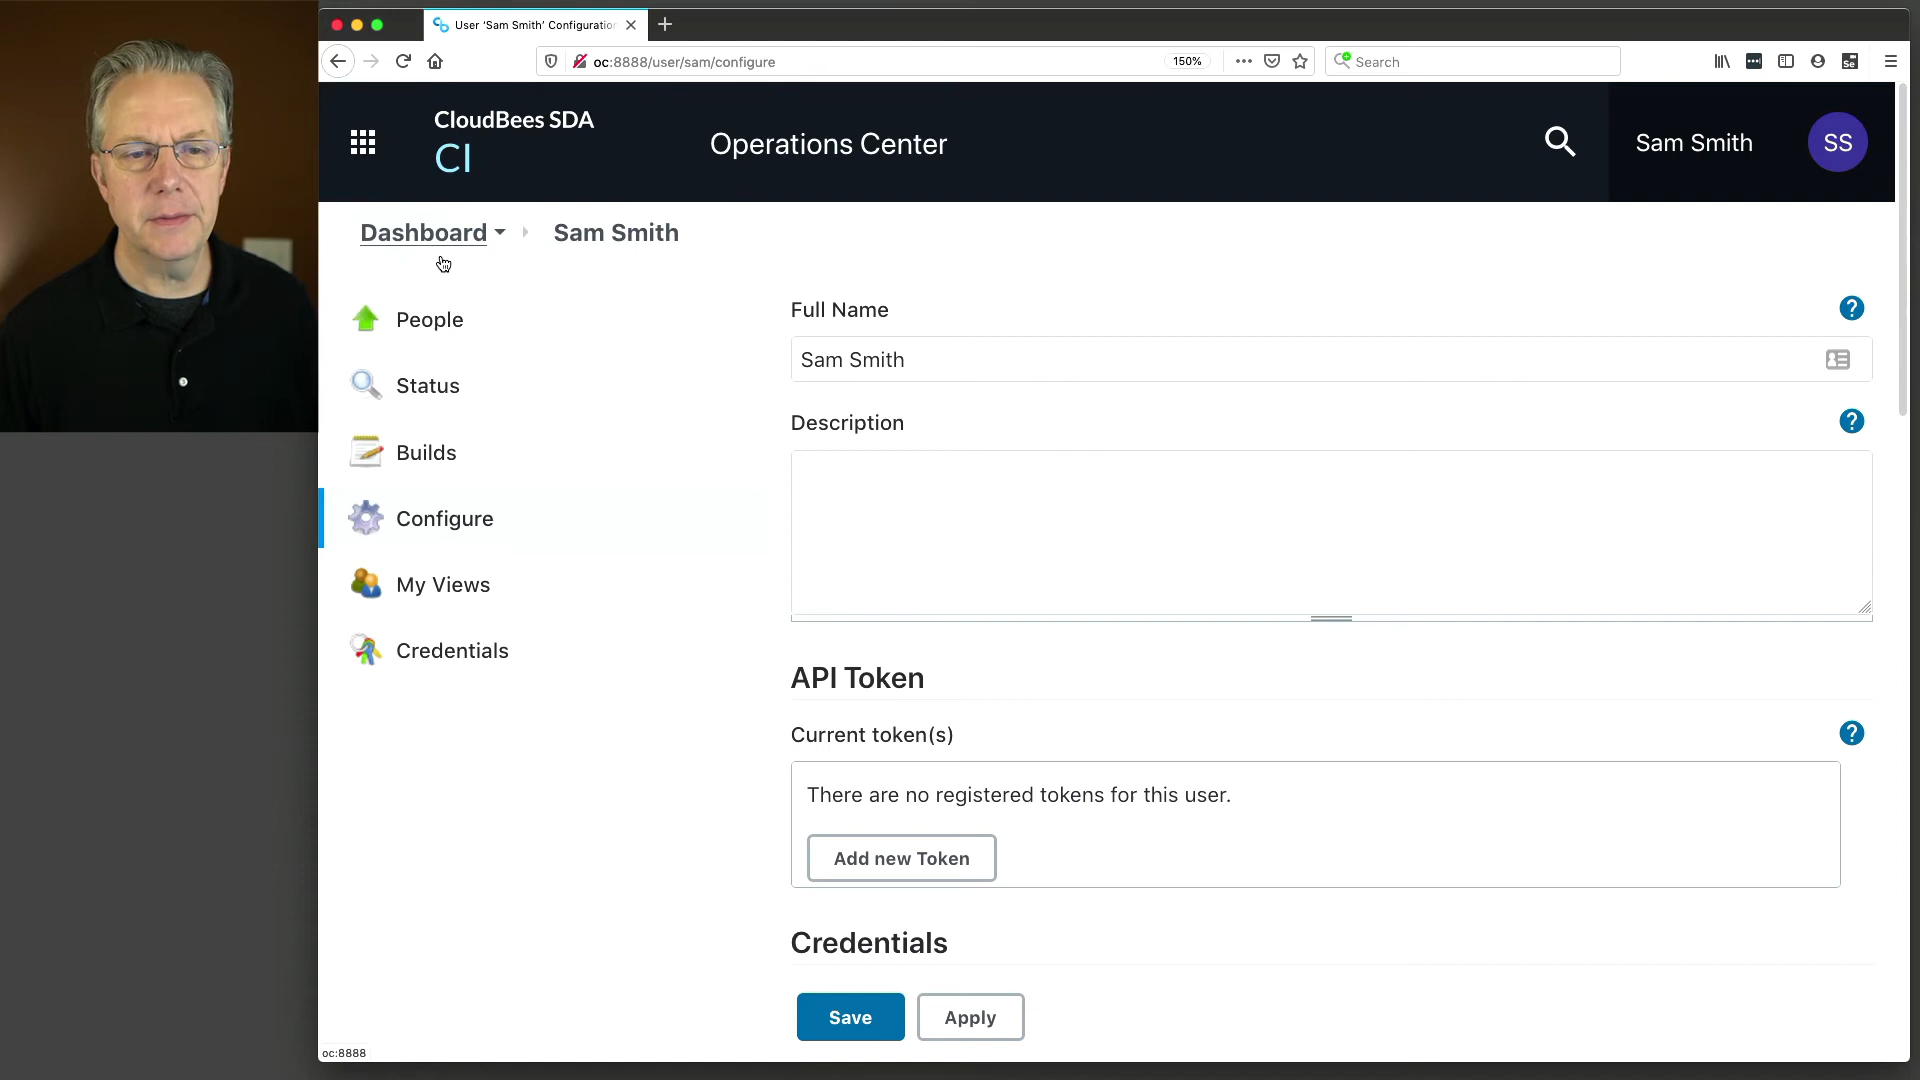 User ‘Sam Smith’ Configuration
oc:8888/user/sam/configure
150%
Search
CloudBees SDA
CI
Operations Center
Sam Smith
SS
Dashboard
Sam Smith
People
Status
Builds
Configure
My Views
Credentials
Full Name
?
Sam Smith
Description
?
API Token
Current token(s)
?
There are no registered tokens for this user.
Add new Token
Credentials
Save
Apply
oc:8888